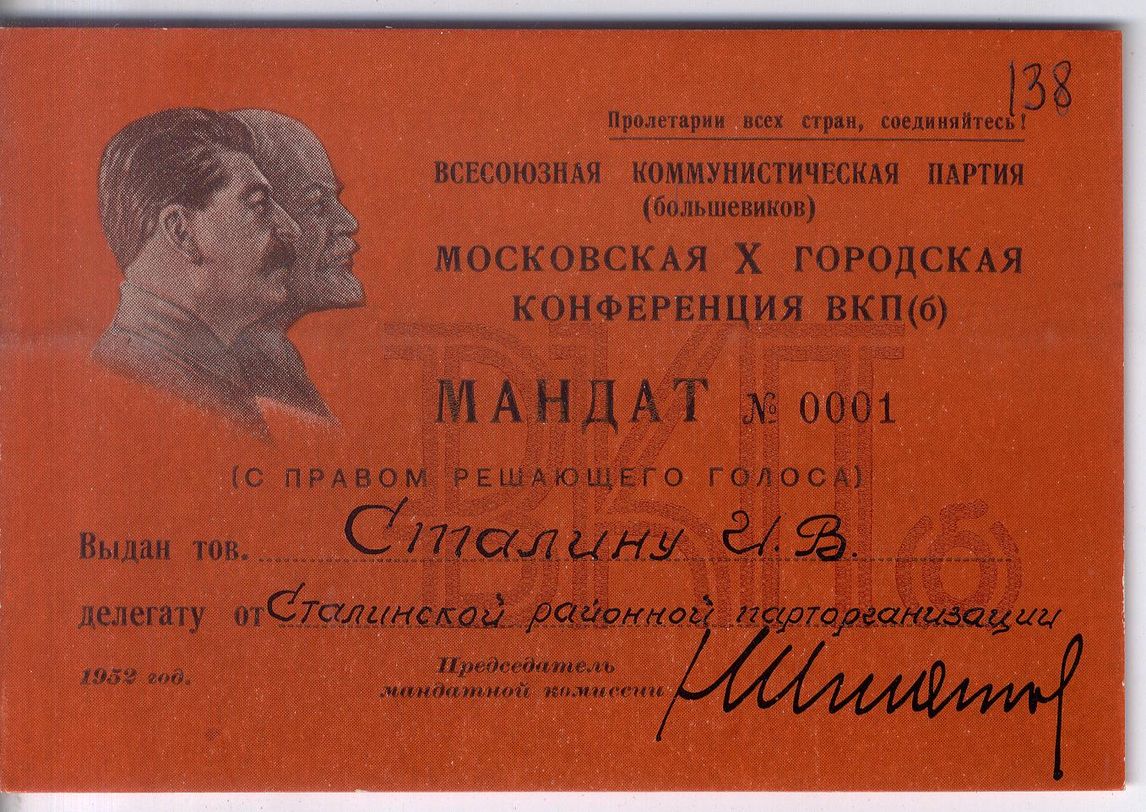 138
Пролетарии всех стран, соединяйтесь!
ВСЕСОЮЗНАЯ КОММУНИСТИЧЕСКАЯ ПАРТИЯ
(большевиков)
МОСКОВСКАЯ X ГОРОДСКАЯ
КОНФЕРЕНЦИЯ ВКП(б)
ВКП(б)
МАНДАТ № 0001
(С ПРАВОМ РЕШАЮЩЕГО ГОЛОСА)
Выдан тов. Сталину И. В.
делегату от Сталинской районной парторганизации
1952 год.
Председатель
мандатной комиссии